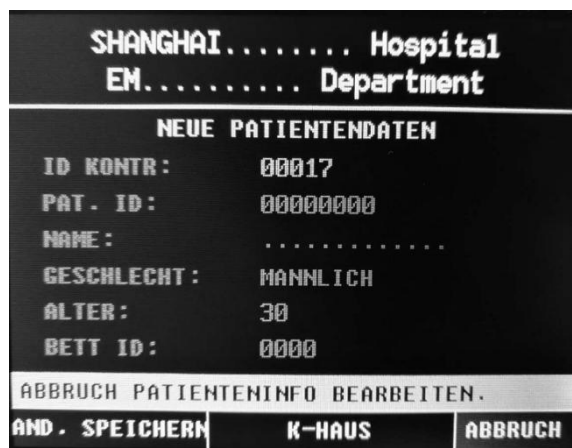 SHANGHAI........ Hospital
EM.......... Department
NEUE PATIENTENDATEN
ID KONTR: 00017
PAT. ID: 00000000
NAME: .............
GESCHLECHT: MANNLICH
ALTER: 30
BETT ID: 0000
ABBRUCH PATIENTENINFO BEARBEITEN.
AND. SPEICHERN K-HAUS ABBRUCH